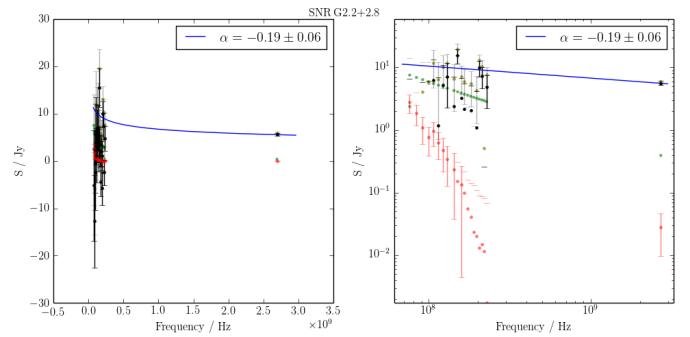 SNR G2.2+2.8
α = −0.19 ± 0.06
S / Jy
30
20
10
0
−10
−20
−30
−0.5 0.0 0.5 1.0 1.5 2.0 2.5 3.0 3.5
×10⁹
Frequency / Hz
α = −0.19 ± 0.06
S / Jy
10¹
10⁰
10⁻¹
10⁻²
10⁸ 10⁹
Frequency / Hz